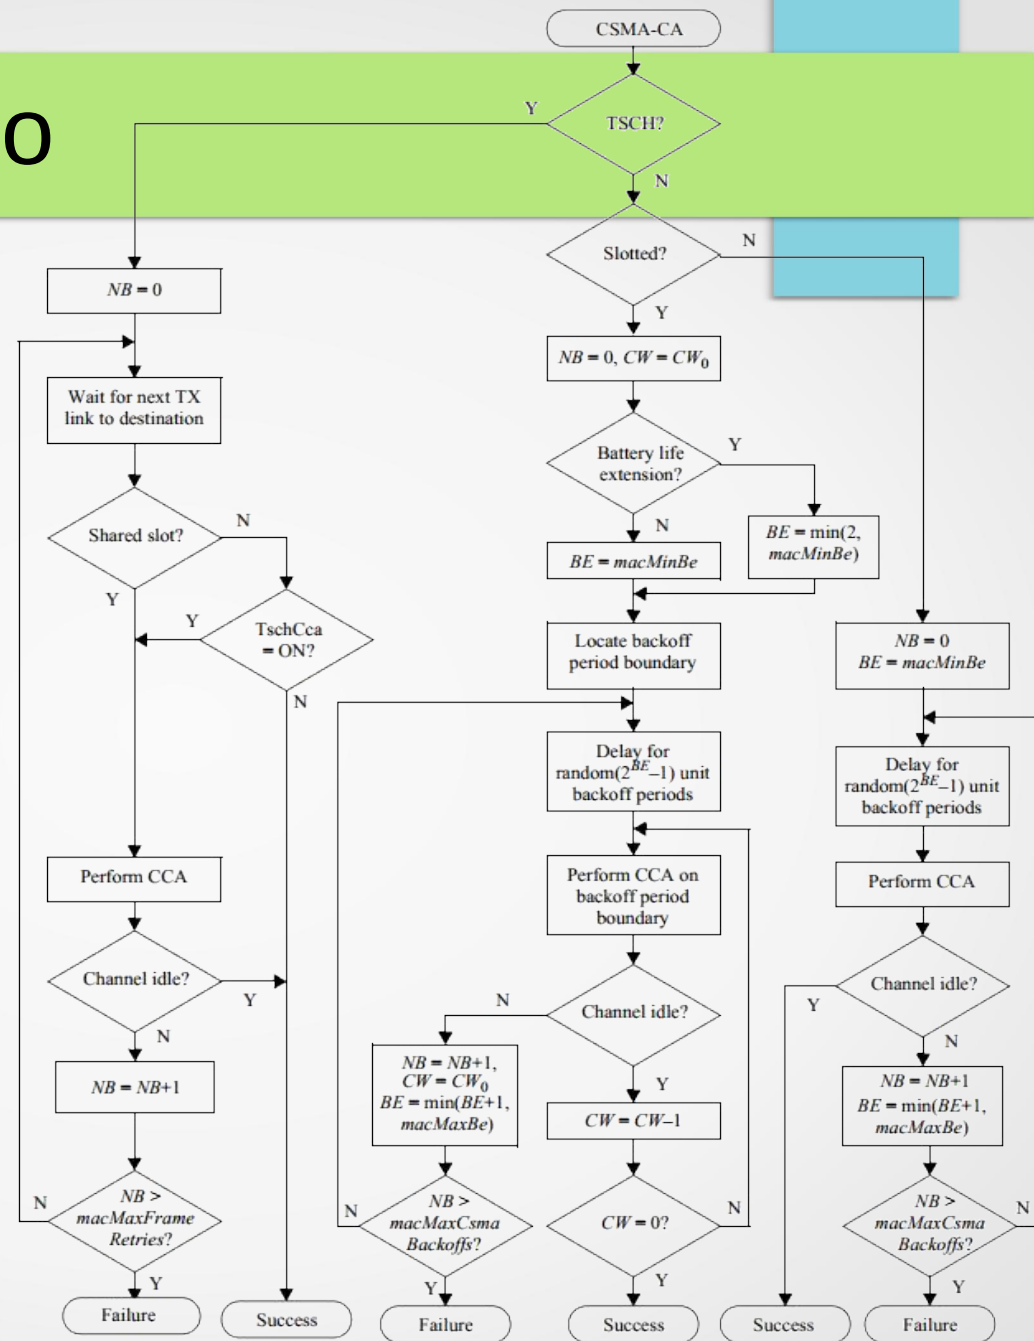 CSMA-CA
o
TSCH?
Y
N
Slotted?
N
Y
NB = 0
Wait for next TX
link to destination
Shared slot?
N
Y
TschCca
= ON?
Y
N
Perform CCA
Channel idle?
Y
N
NB = NB+1
NB >
macMaxFrame
Retries?
N
Y
Failure
Success
NB = 0, CW = CW0
Battery life
extension?
Y
N
BE = min(2,
macMinBe)
BE = macMinBe
Locate backoff
period boundary
Delay for
random(2^BE–1) unit
backoff periods
Perform CCA on
backoff period
boundary
Channel idle?
N
Y
NB = NB+1,
CW = CW0
BE = min(BE+1,
macMaxBe)
CW = CW–1
NB >
macMaxCsma
Backoffs?
N
Y
CW = 0?
N
Y
Failure
Success
NB = 0
BE = macMinBe
Delay for
random(2^BE–1) unit
backoff periods
Perform CCA
Channel idle?
Y
N
NB = NB+1
BE = min(BE+1,
macMaxBe)
NB >
macMaxCsma
Backoffs?
N
Y
Success
Failure